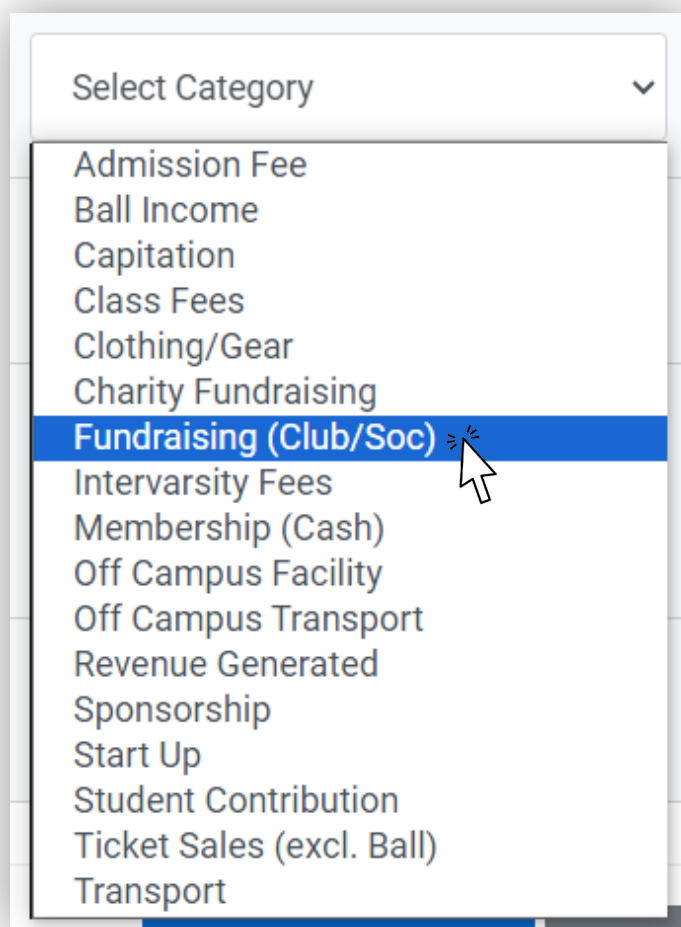 Select Category
Admission Fee
Ball Income
Capitation
Class Fees
Clothing/Gear
Charity Fundraising
Fundraising (Club/Soc)
Intervarsity Fees
Membership (Cash)
Off Campus Facility
Off Campus Transport
Revenue Generated
Sponsorship
Start Up
Student Contribution
Ticket Sales (excl. Ball)
Transport